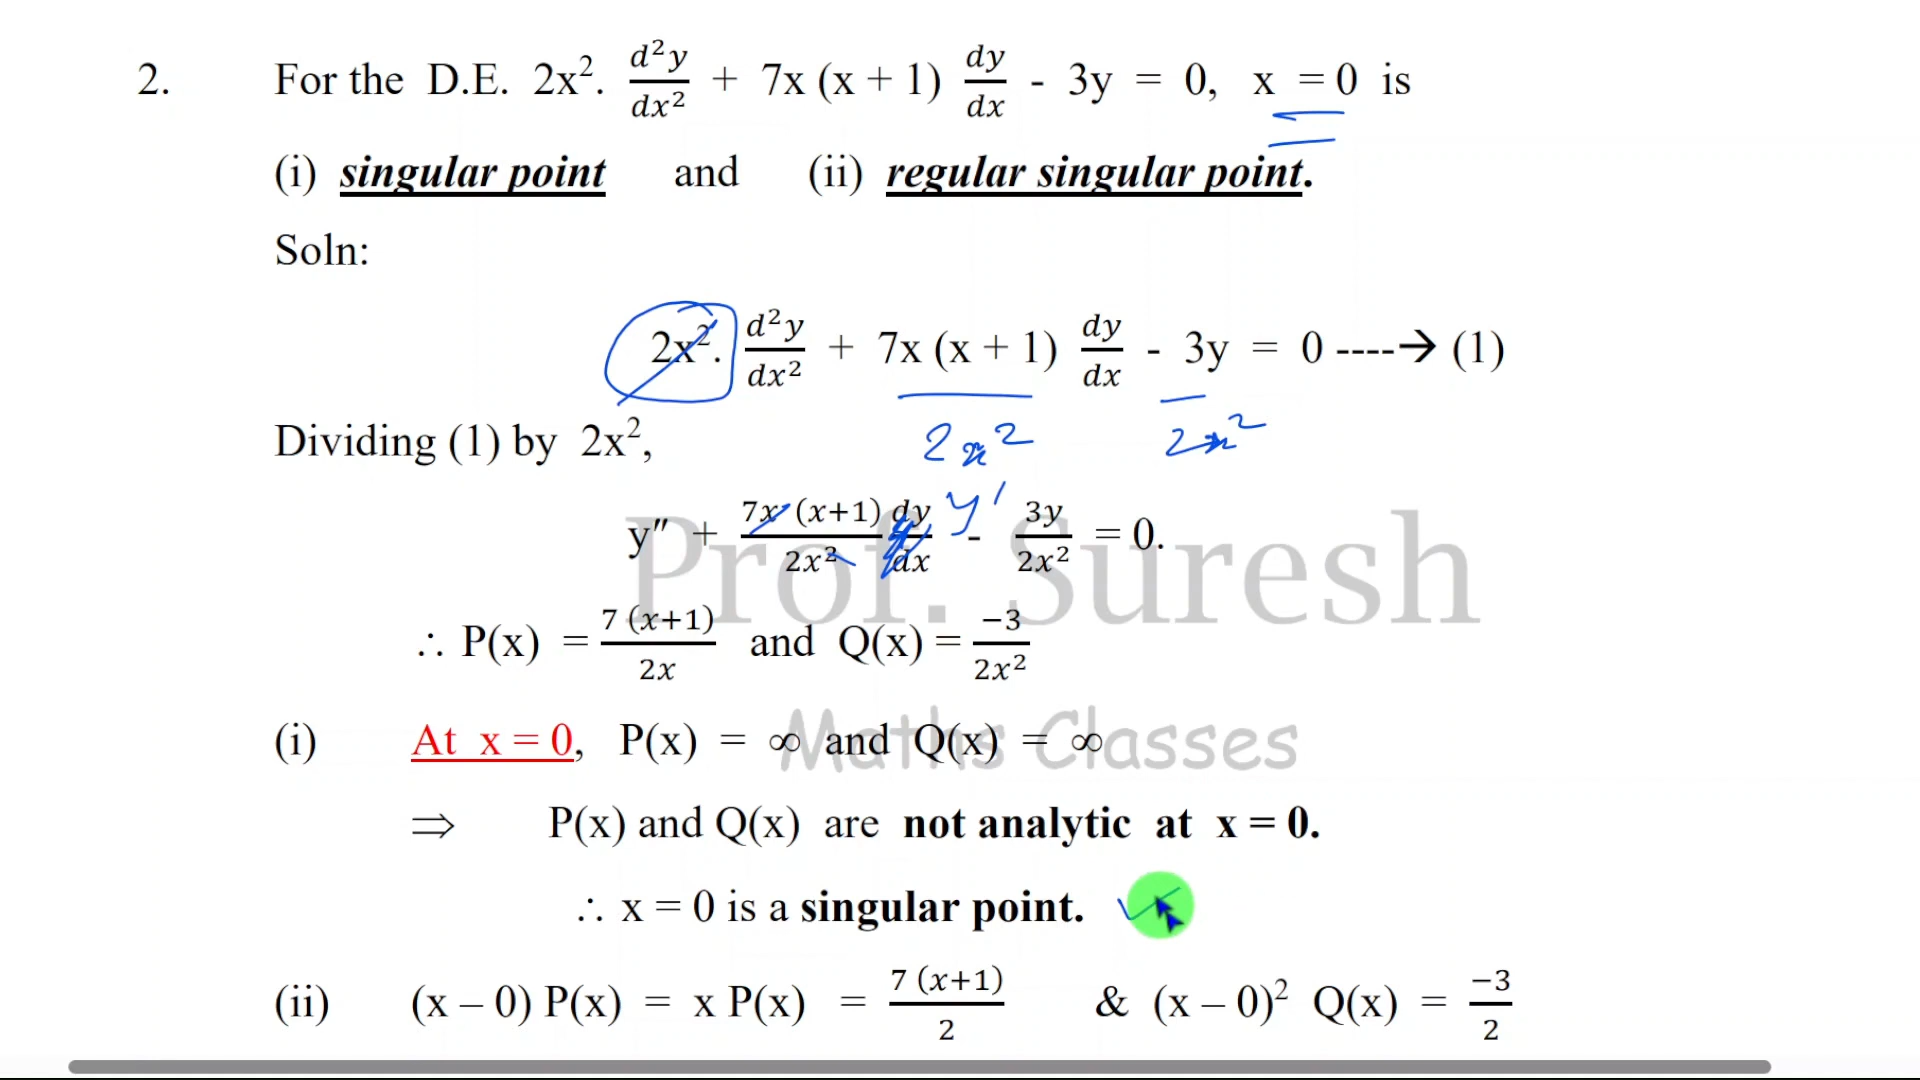 2. For the D.E. 2x². d²y/dx² + 7x (x + 1) dy/dx - 3y = 0, x = 0 is
(i) singular point and (ii) regular singular point.
Soln:
2x². d²y/dx² + 7x (x + 1) dy/dx - 3y = 0 ----→ (1)
Dividing (1) by 2x², 2x² 2x²
y″ + 7x (x+1)/2x² dy/dx y′ - 3y/2x² = 0.
Prof. Suresh
∴ P(x) = 7 (x+1)/2x and Q(x) = −3/2x²
(i) At x = 0, P(x) = ∞ and Q(x) = ∞
Maths Classes
⇒ P(x) and Q(x) are not analytic at x = 0.
∴ x = 0 is a singular point.
(ii) (x – 0) P(x) = x P(x) = 7 (x+1)/2 & (x – 0)² Q(x) = −3/2